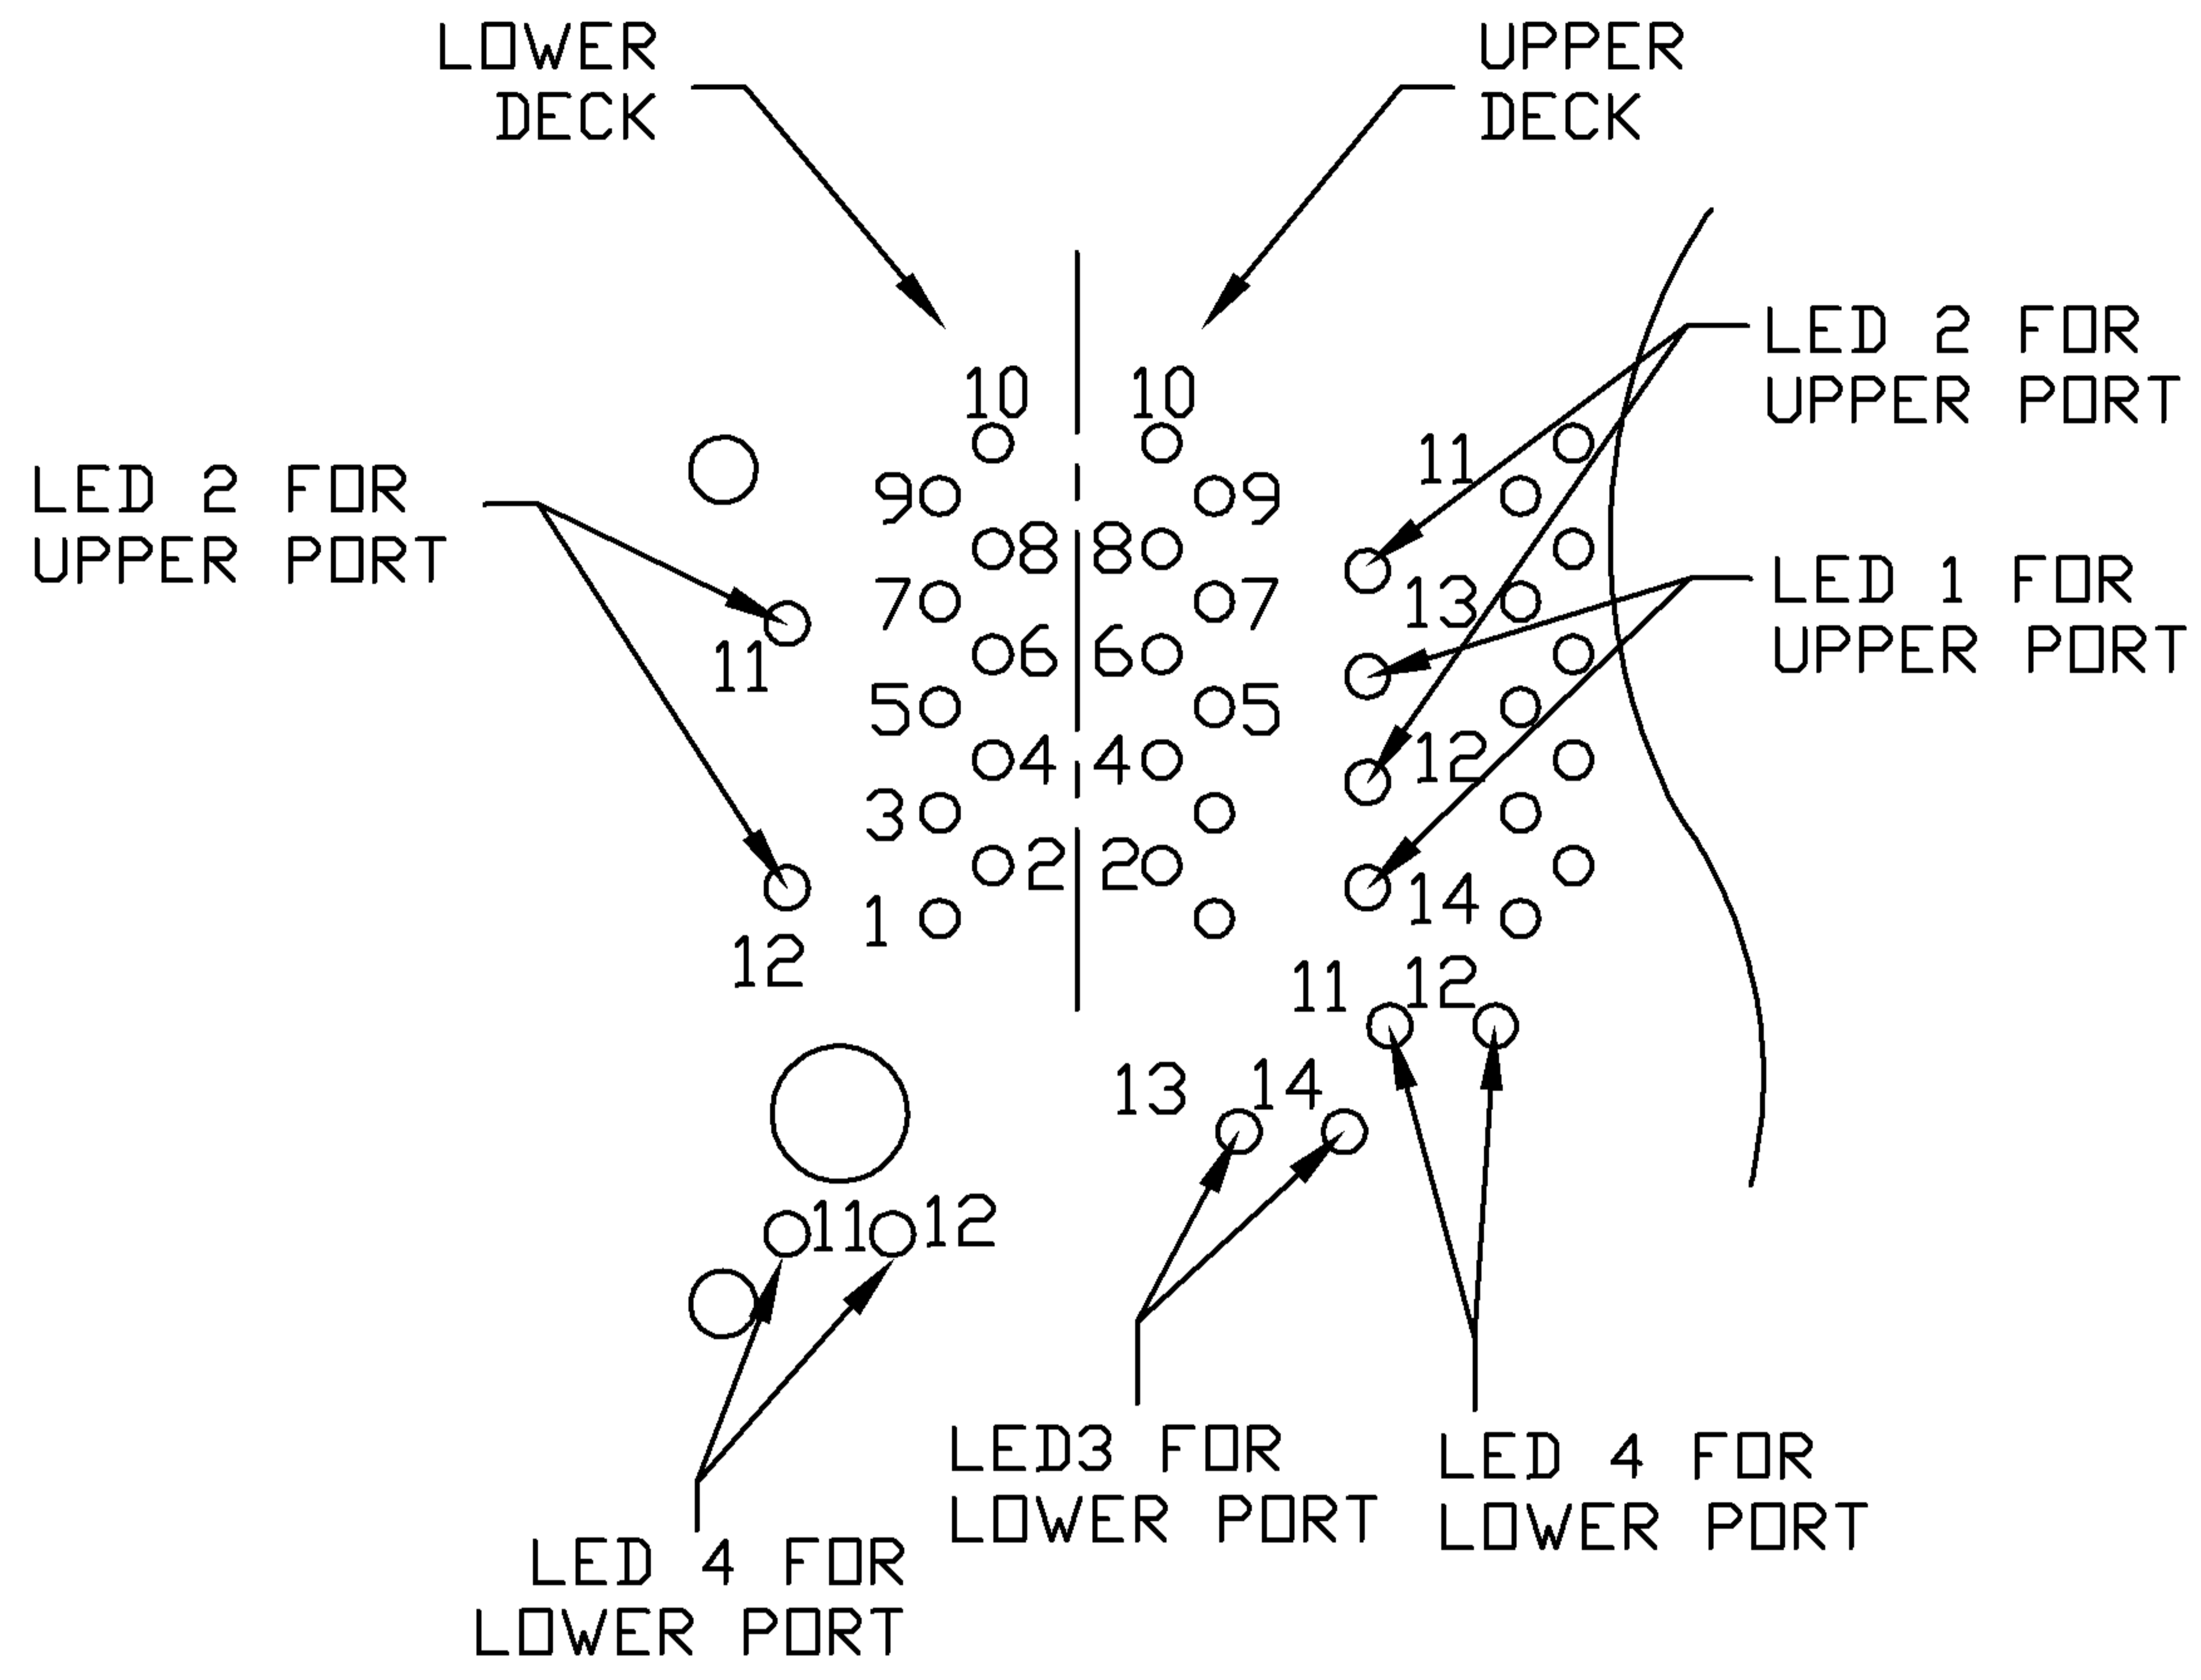 LOWER
DECK
UPPER
DECK
LED 2 FOR
UPPER PORT
10 10
11
LED 2 FOR
UPPER PORT
9 9
8 8
7 7
13
LED 1 FOR
UPPER PORT
11
6 6
5 5
4 4
12
3
2 2
1
14
12
11 12
13 14
11 12
LED3 FOR
LOWER PORT
LED 4 FOR
LOWER PORT
LED 4 FOR
LOWER PORT